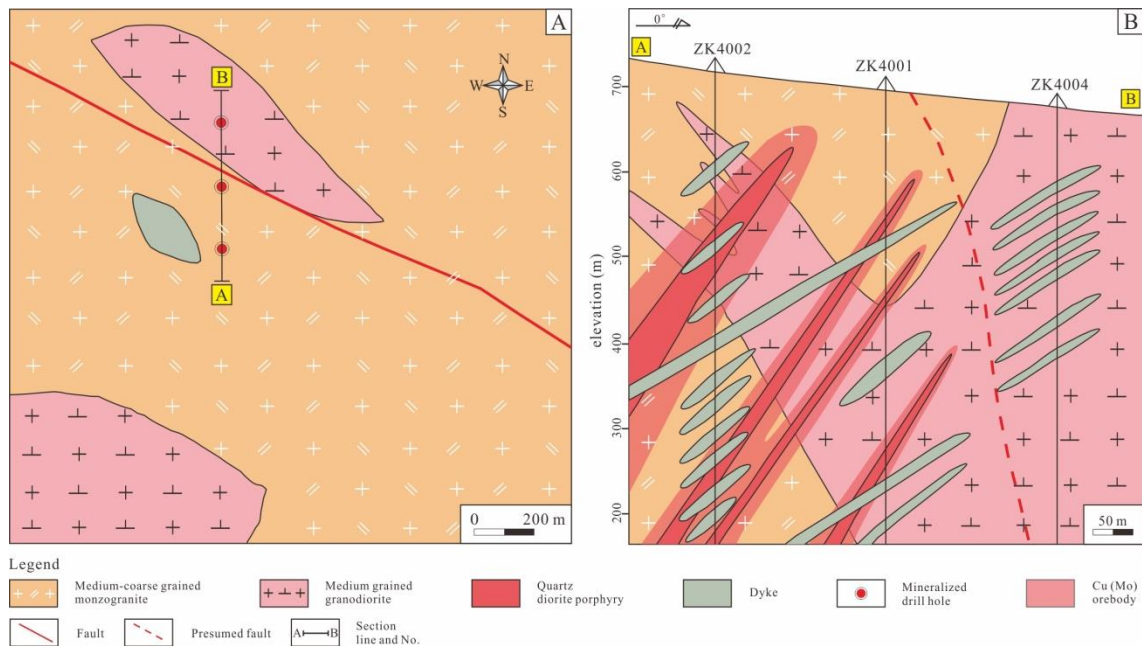 A
B
A
N
W E
S
0 200 m
0°
B
A
ZK4002
ZK4001
ZK4004
B
700
600
500
400
300
200
elevation (m)
50 m
Legend
Medium-coarse grained
monzogranite
Medium grained
granodiorite
Quartz
diorite porphyry
Dyke
Mineralized
drill hole
Cu (Mo)
orebody
Fault
Presumed fault
A B
Section
line and No.